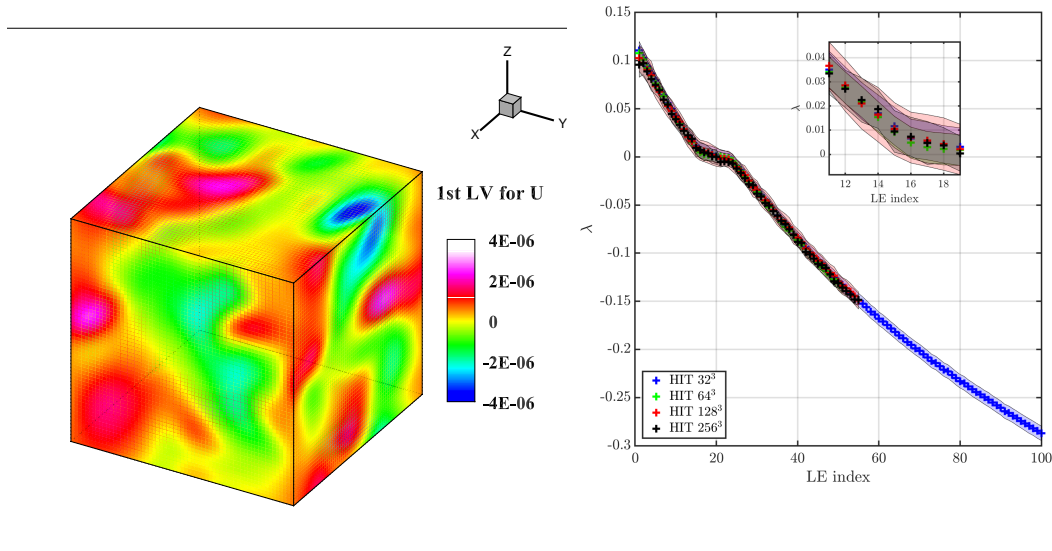 Z
X
Y
1st LV for U
4E-06
2E-06
0
-2E-06
-4E-06
0.15
0.1
0.05
0
-0.05
-0.1
-0.15
-0.2
-0.25
-0.3
λ
0
20
40
60
80
100
LE index
0.04
0.03
0.02
0.01
0
λ
12
14
16
18
LE index
HIT 32³
HIT 64³
HIT 128³
HIT 256³